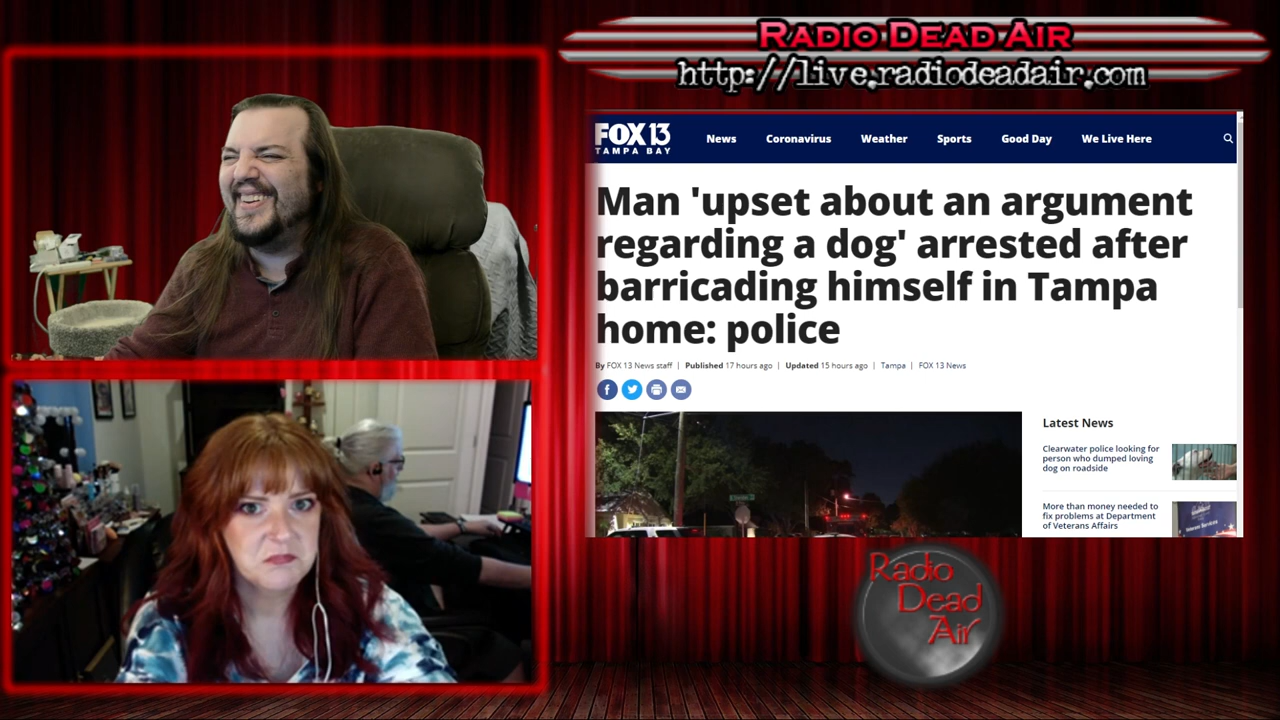 RADIO DEAD AIR
http://live.radiodeadair.com
FOX 13
TAMPA BAY
News
Coronavirus
Weather
Sports
Good Day
We Live Here
Man 'upset about an argument
regarding a dog' arrested after
barricading himself in Tampa
home: police
By FOX 13 News staff | Published 17 hours ago | Updated 15 hours ago | Tampa | FOX 13 News
Latest News
Clearwater police looking for
person who dumped loving
dog on roadside
More than money needed to
fix problems at Department
of Veterans Affairs
Radio
Dead
Air